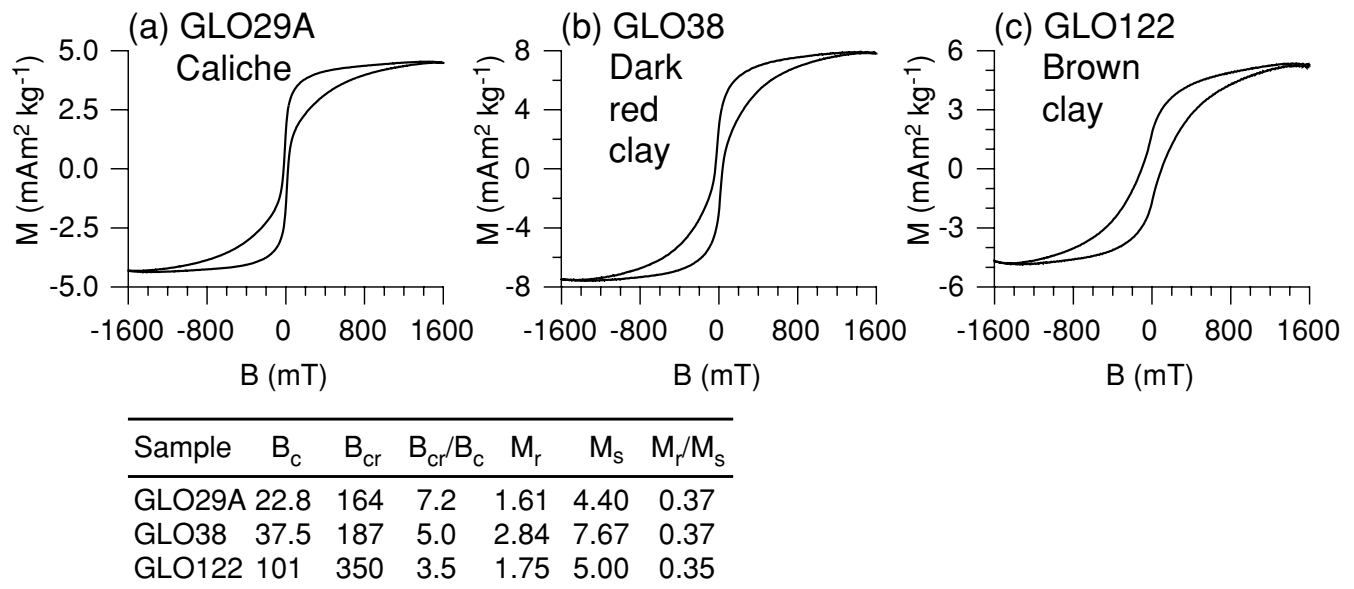 (a) GLO29A
Caliche
5.0
2.5
0.0
-2.5
-5.0
M (mAm² kg⁻¹)
-1600 -800 0 800 1600
B (mT)
(b) GLO38
Dark
red
clay
8
4
0
-4
-8
M (mAm² kg⁻¹)
-1600 -800 0 800 1600
B (mT)
(c) GLO122
Brown
clay
6
3
0
-3
-6
M (mAm² kg⁻¹)
-1600 -800 0 800 1600
B (mT)
Sample B_c B_cr B_cr/B_c M_r M_s M_r/M_s
GLO29A 22.8 164 7.2 1.61 4.40 0.37
GLO38 37.5 187 5.0 2.84 7.67 0.37
GLO122 101 350 3.5 1.75 5.00 0.35